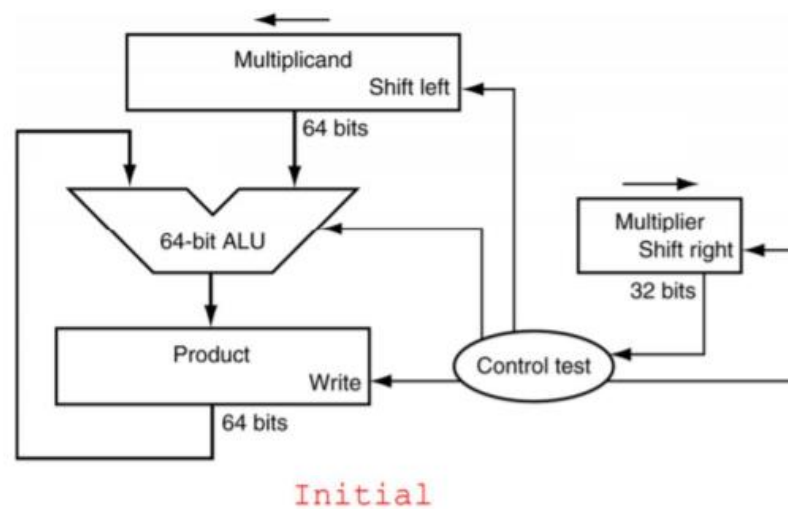 Multiplicand
Shift left
64 bits
64-bit ALU
Multiplier
Shift right
32 bits
Product
Write
Control test
64 bits
Initial